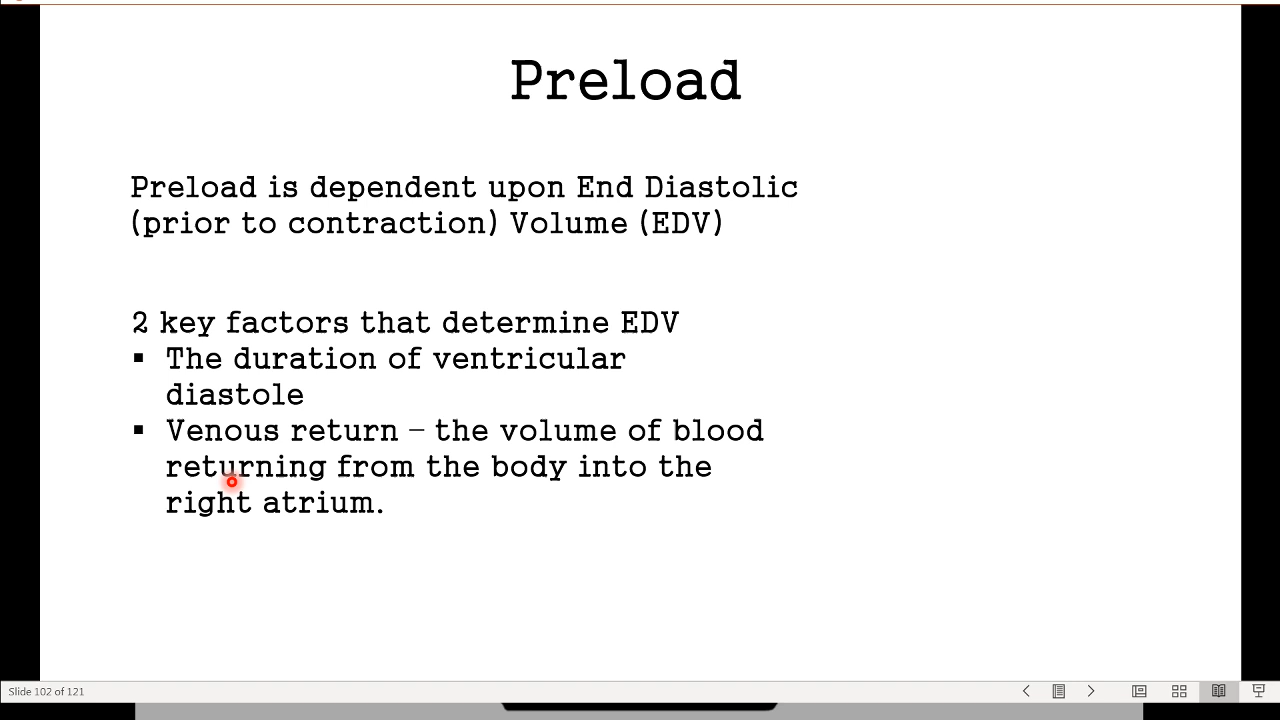 Preload
Preload is dependent upon End Diastolic
(prior to contraction) Volume (EDV)
2 key factors that determine EDV
▪ The duration of ventricular
diastole
▪ Venous return – the volume of blood
returning from the body into the
right atrium.
Slide 102 of 121